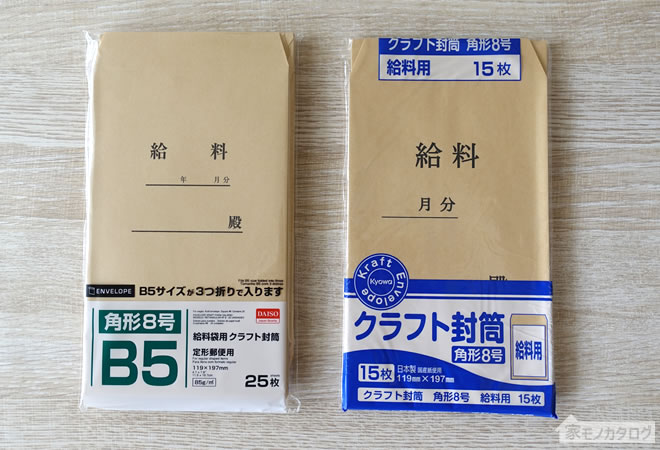 給 料
年 月分
殿
ENVELOPE
B5サイズが3つ折りで入ります
角形8号
B5
DAISO
給料袋用 クラフト封筒
定形郵便用
119×197mm
85g/㎡
25枚
クラフト封筒 角形8号
給料用 15枚
給料
月分
殿
Kraft Envelope
Kyowa
クラフト封筒
角形8号
給料用
15枚
日本製
119mm×197mm
クラフト封筒 角形8号 給料用 15枚
家モノカタログ